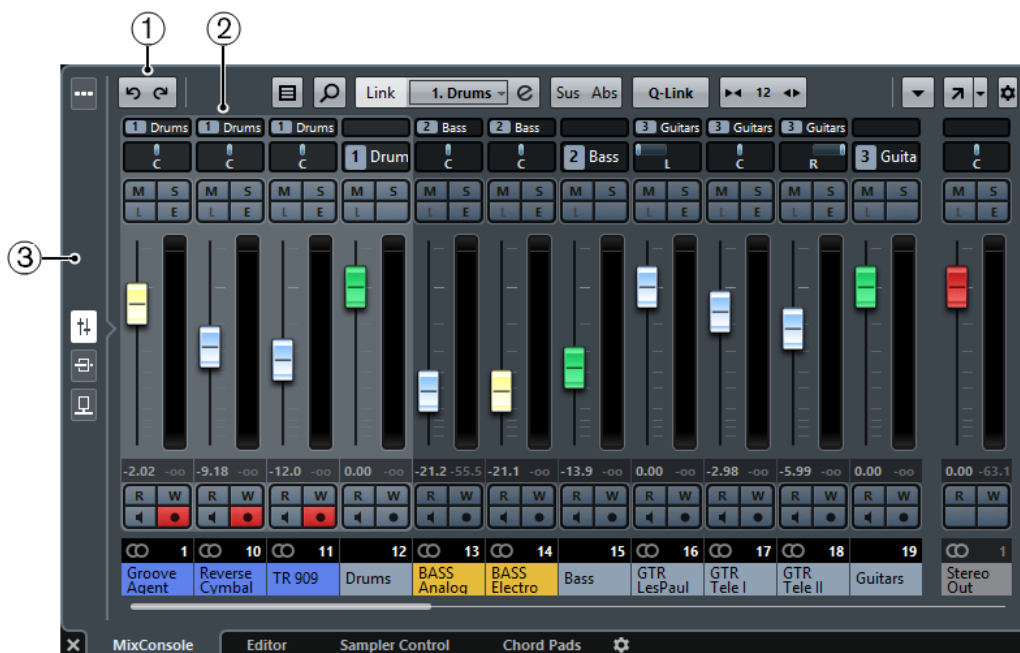 1
2
Link 1. Drums e Sus Abs Q-Link 12
1 Drums 1 Drums 1 Drums 2 Bass 2 Bass 3 Guitars 3 Guitars 3 Guitars
C C C 1 Drum C C 2 Bass L C R 3 Guita C
M S M S M S M S M S M S M S M S M S M S M S M S
L E L E L E L L E L E L L E L E L E L L E
3
-2.02 -oo -9.18 -oo -12.0 -oo 0.00 -oo -21.2 -55.5 -21.1 -oo -13.9 -oo 0.00 -oo -2.98 -oo -5.99 -oo 0.00 -oo 0.00 -63.1
R W R W R W R W R W R W R W R W R W R W R W R W
1 10 11 12 13 14 15 16 17 18 19 1
Groove Agent Reverse Cymbal TR 909 Drums BASS Analog BASS Electro Bass GTR LesPaul GTR Tele I GTR Tele II Guitars Stereo Out
MixConsole Editor Sampler Control Chord Pads